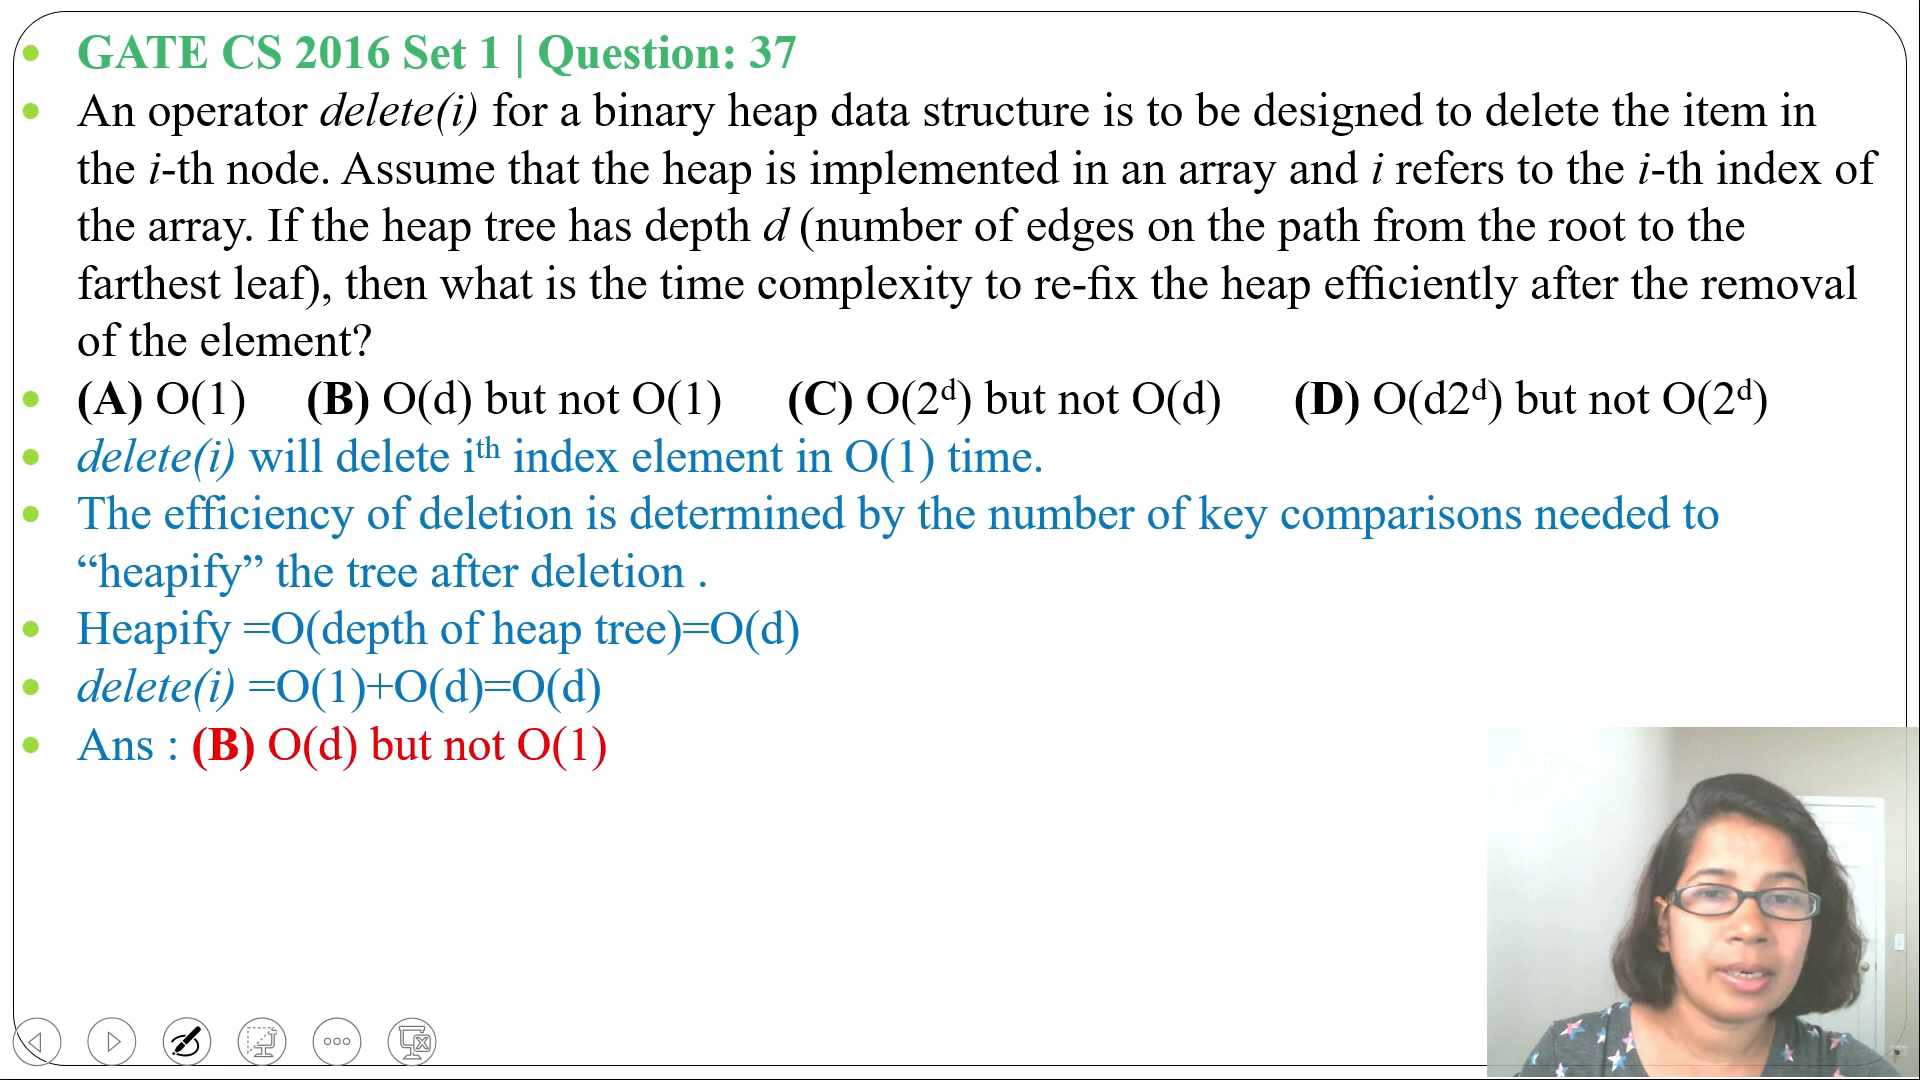 GATE CS 2016 Set 1 | Question: 37
An operator delete(i) for a binary heap data structure is to be designed to delete the item in
the i-th node. Assume that the heap is implemented in an array and i refers to the i-th index of
the array. If the heap tree has depth d (number of edges on the path from the root to the
farthest leaf), then what is the time complexity to re-fix the heap efficiently after the removal
of the element?
(A) O(1) (B) O(d) but not O(1) (C) O(2ᵈ) but not O(d) (D) O(d2ᵈ) but not O(2ᵈ)
delete(i) will delete iᵗʰ index element in O(1) time.
The efficiency of deletion is determined by the number of key comparisons needed to
“heapify” the tree after deletion .
Heapify =O(depth of heap tree)=O(d)
delete(i) =O(1)+O(d)=O(d)
Ans : (B) O(d) but not O(1)